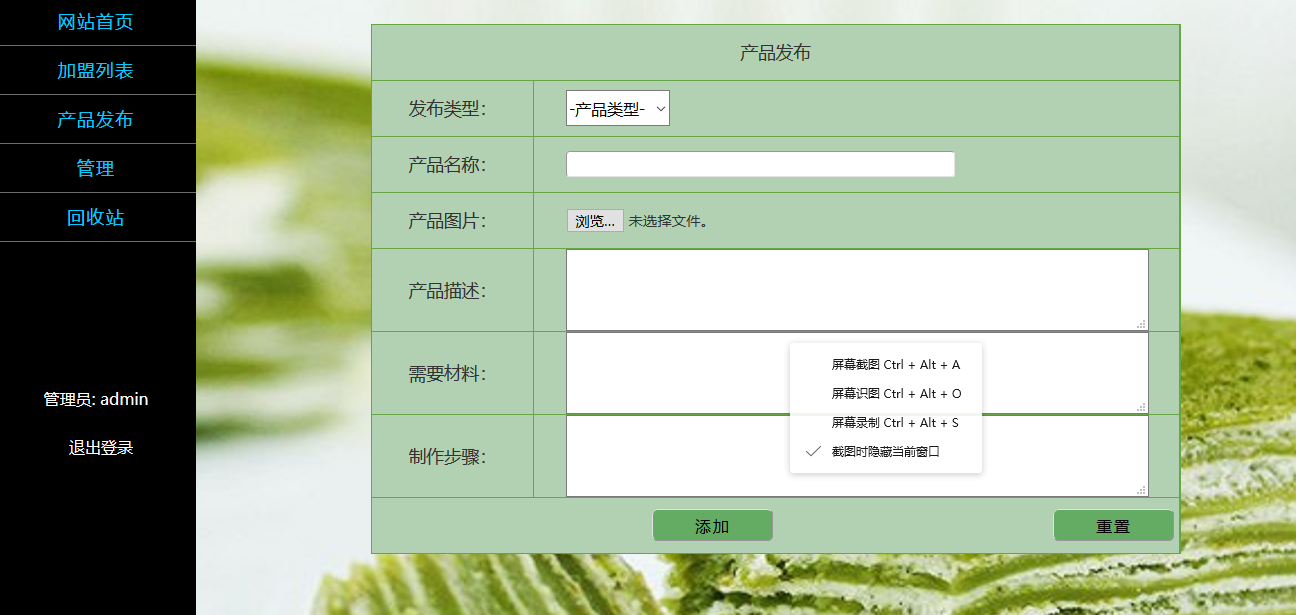 网站首页
加盟列表
产品发布
管理
回收站
管理员: admin
退出登录
产品发布
发布类型：
-产品类型-
产品名称：
产品图片：
浏览... 未选择文件。
产品描述：
需要材料：
制作步骤：
屏幕截图 Ctrl + Alt + A
屏幕识图 Ctrl + Alt + O
屏幕录制 Ctrl + Alt + S
截图时隐藏当前窗口
添加
重置